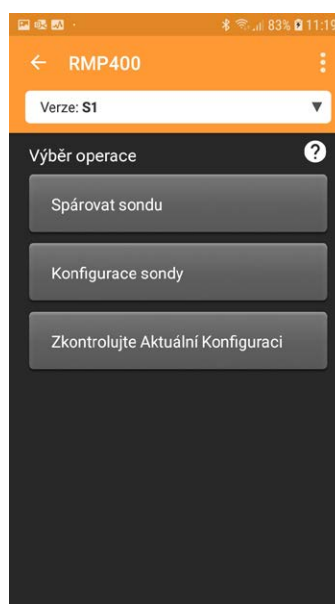 83% 11:19
RMP400
Verze: S1
Výběr operace
?
Spárovat sondu
Konfigurace sondy
Zkontrolujte Aktuální Konfiguraci